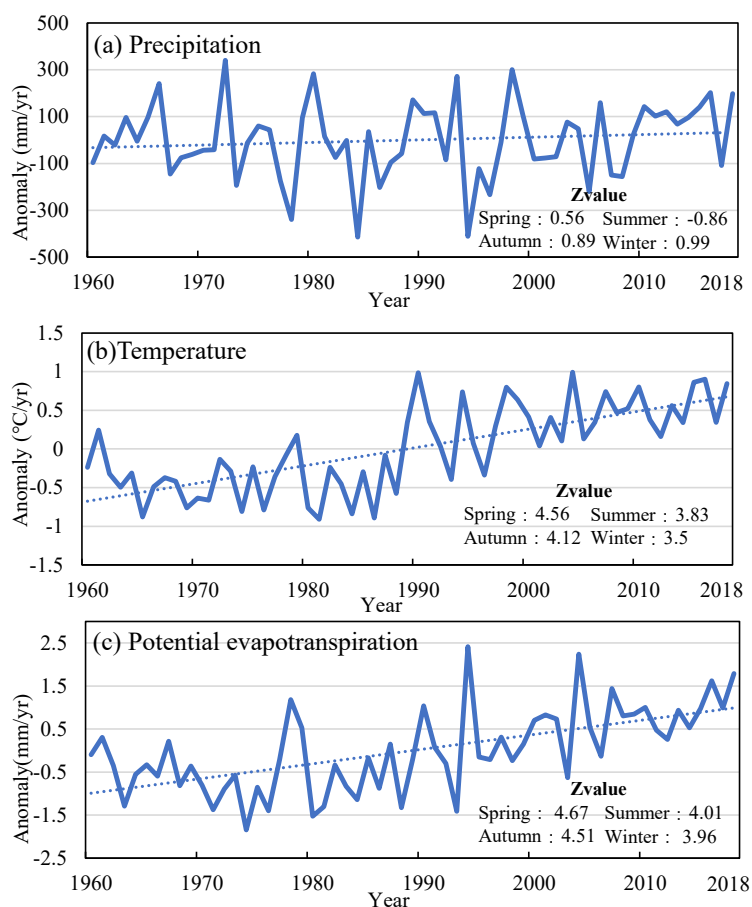 (a) Precipitation
Anomaly (mm/yr)
500
300
100
-100
-300
-500
Zvalue
Spring：0.56 Summer：-0.86
Autumn：0.89 Winter：0.99
1960 1970 1980 1990 2000 2010 2018
Year
(b)Temperature
Anomaly (°C/yr)
1.5
1
0.5
0
-0.5
-1
-1.5
Zvalue
Spring：4.56 Summer：3.83
Autumn：4.12 Winter：3.5
1960 1970 1980 1990 2000 2010 2018
Year
(c) Potential evapotranspiration
Anomaly(mm/yr)
2.5
1.5
0.5
-0.5
-1.5
-2.5
Zvalue
Spring：4.67 Summer：4.01
Autumn：4.51 Winter：3.96
1960 1970 1980 1990 2000 2010 2018
Year